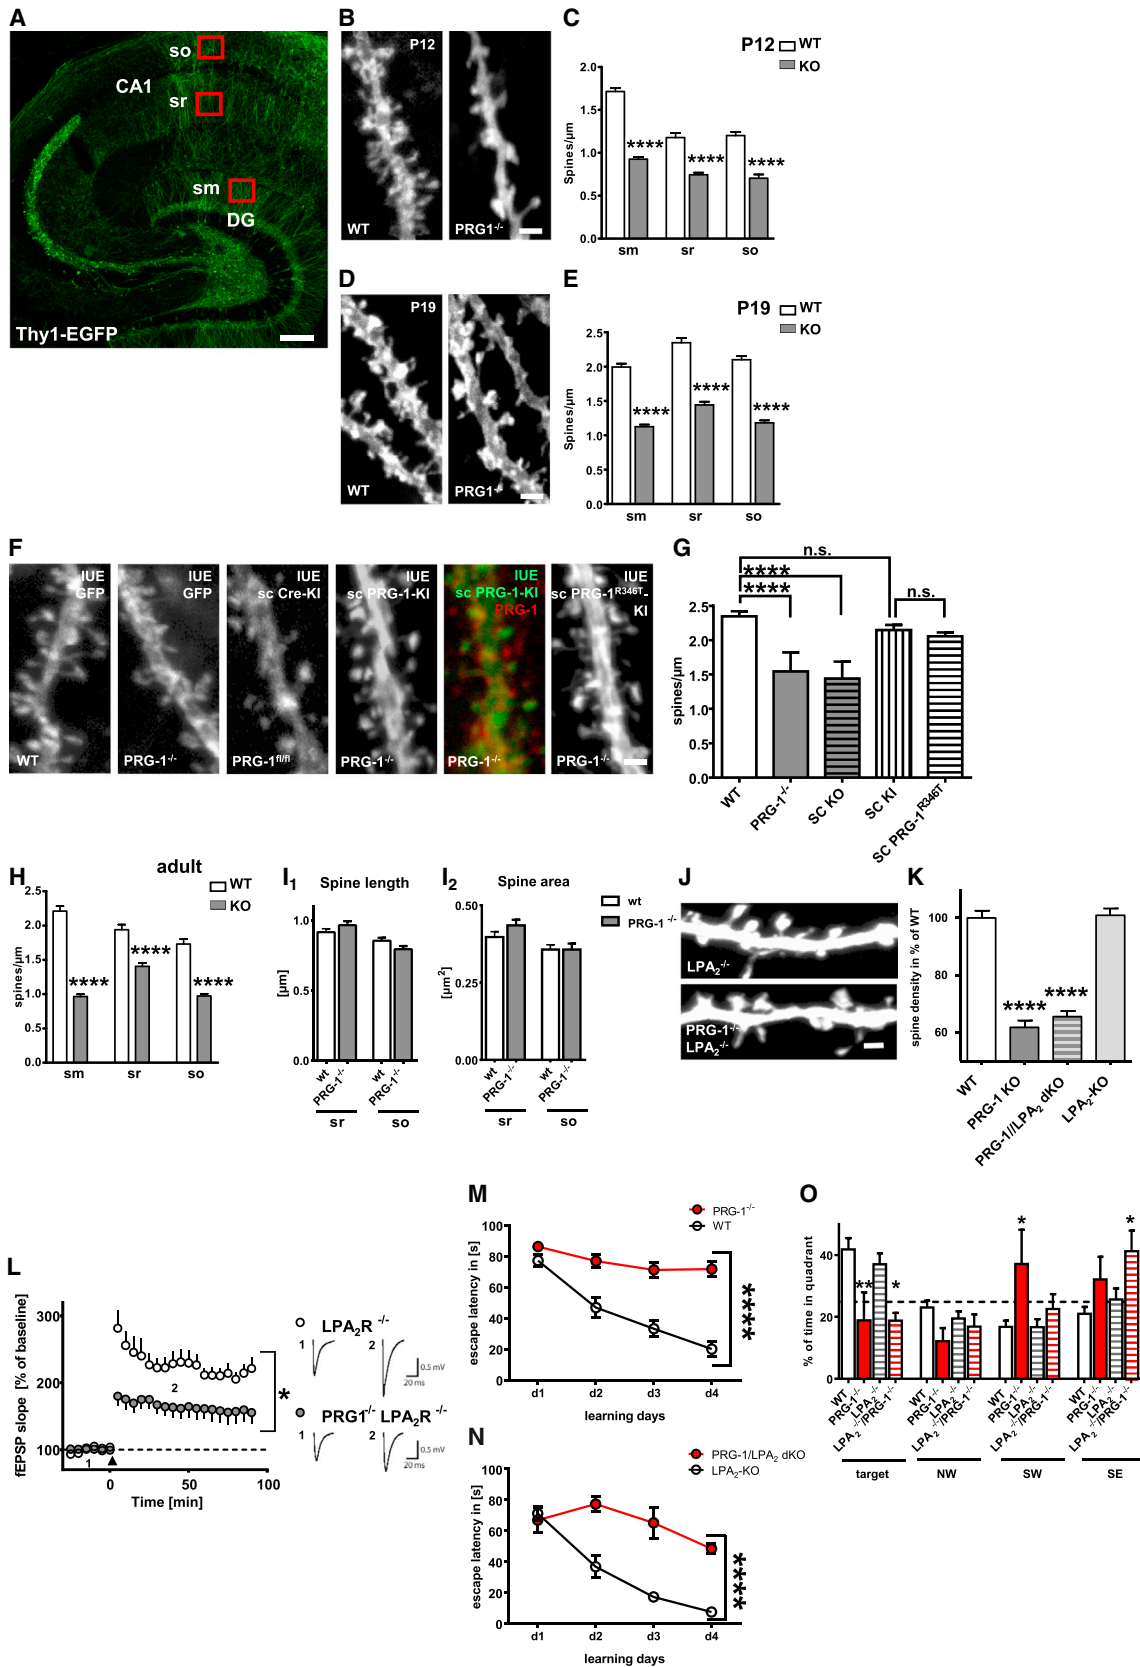 A
so
CA1
sr
sm
DG
Thy1-EGFP
B
P12
WT
PRG1-/-
C
P12
WT
KO
Spines/µm
2.0
1.5
1.0
0.5
0.0
****
****
****
sm sr so
D
P19
WT
PRG1-/-
E
P19
WT
KO
Spines/µm
2.5
2.0
1.5
1.0
0.5
0.0
****
****
****
sm sr so
F
IUE
GFP
WT
IUE
GFP
PRG-1-/-
IUE
sc Cre-KI
PRG-1fl/fl
IUE
sc PRG-1-KI
PRG-1-/-
IUE
sc PRG-1-KI
PRG-1
PRG-1-/-
IUE
sc PRG-1R346T-
KI
PRG-1-/-
G
n.s.
****
****
n.s.
spines/µm
2.5
2.0
1.5
1.0
0.5
0.0
WT
PRG-1-/-
SC KO
SC KI
SC PRG-1R346T
H
adult
WT
KO
spines/µm
2.5
2.0
1.5
1.0
0.5
0.0
****
****
****
sm sr so
I1
Spine length
[µm]
1.0
0.5
0.0
wt
PRG-1-/-
wt
PRG-1-/-
sr so
I2
Spine area
wt
PRG-1 -/-
[µm2]
0.50
0.25
0.00
wt
PRG-1-/-
wt
PRG-1-/-
sr so
J
LPA2-/-
PRG-1-/-
LPA2-/-
K
spine density in % of WT
100
80
60
****
****
WT
PRG-1 KO
PRG-1//LPA2 dKO
LPA2-KO
L
fEPSP slope [% of baseline]
300
200
100
1
2
*
0 50 100
Time [min]
LPA2R -/-
1 2
0.5 mV
20 ms
PRG1-/- LPA2R -/-
1 2
0.5 mV
20 ms
M
PRG-1-/-
WT
escape latency in [s]
100
80
60
40
20
0
****
d1 d2 d3 d4
learning days
N
PRG-1/LPA2 dKO
LPA2-KO
escape latency in [s]
100
80
60
40
20
0
****
d1 d2 d3 d4
learning days
O
% of time in quadrant
40
20
0
**
*
*
*
WT
PRG-1-/-
LPA2-/-
LPA2-/-/PRG-1-/-
WT
PRG-1-/-
LPA2-/-
LPA2-/-/PRG-1-/-
WT
PRG-1-/-
LPA2-/-
LPA2-/-/PRG-1-/-
WT
PRG-1-/-
LPA2-/-
LPA2-/-/PRG-1-/-
target NW SW SE